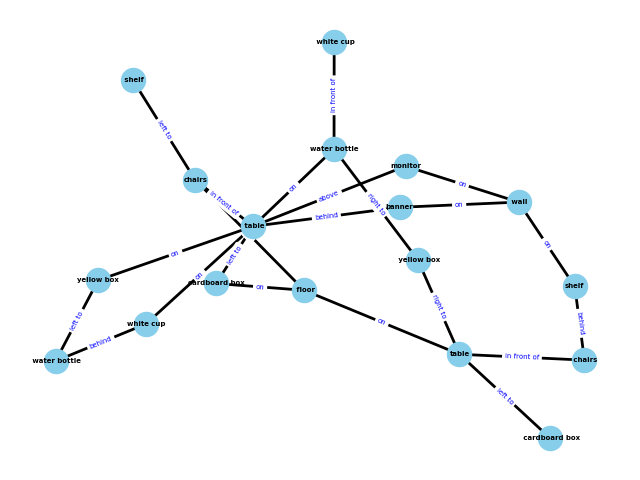 white cup
shelf
in front of
left to
water bottle
monitor
chairs
on
on
above
in front of
right to
banner
on
wall
behind
table
on
left to
on
yellow box
yellow box
on
cardboard box
on
floor
shelf
right to
left to
white cup
on
behind
behind
water bottle
table
in front of
chairs
left to
cardboard box